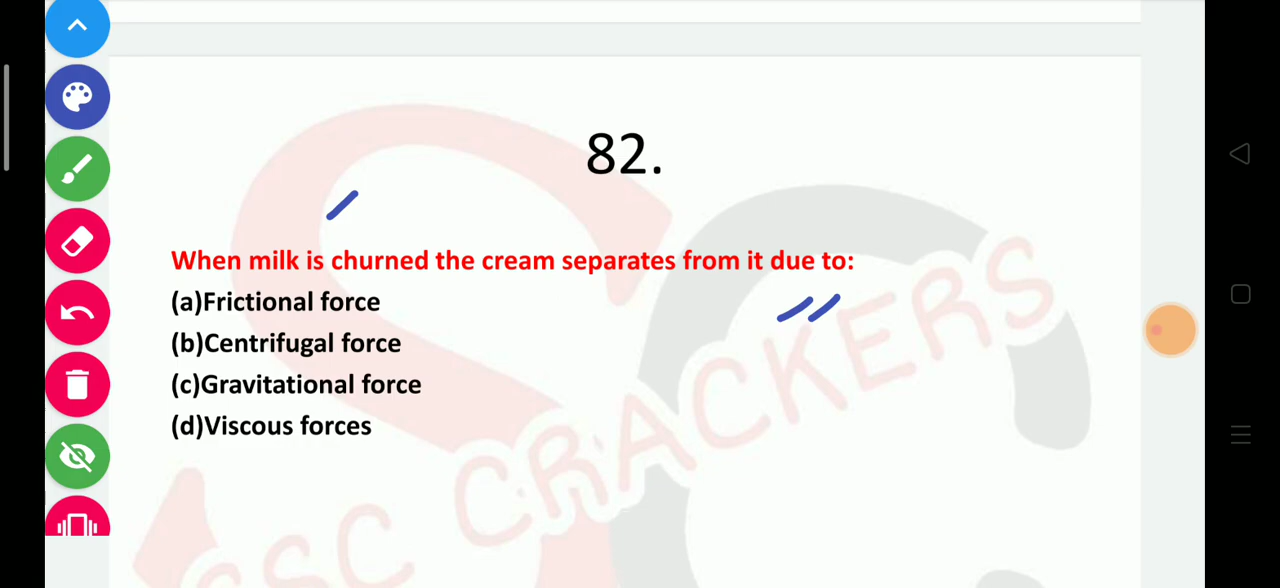 82.
When milk is churned the cream separates from it due to:
(a)Frictional force
(b)Centrifugal force
(c)Gravitational force
(d)Viscous forces
SSC CRACKERS